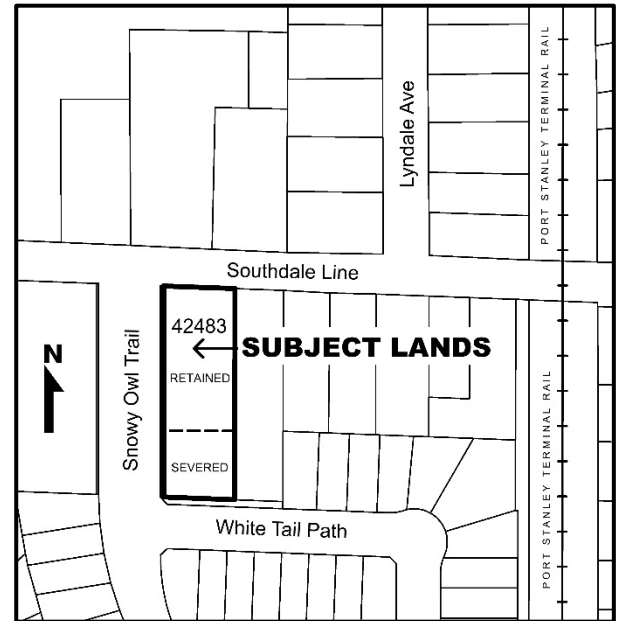 PORT STANLEY TERMINAL RAIL
Lyndale Ave
Southdale Line
42483
SUBJECT LANDS
N
Snowy Owl Trail
RETAINED
SEVERED
PORT STANLEY TERMINAL RAIL
White Tail Path